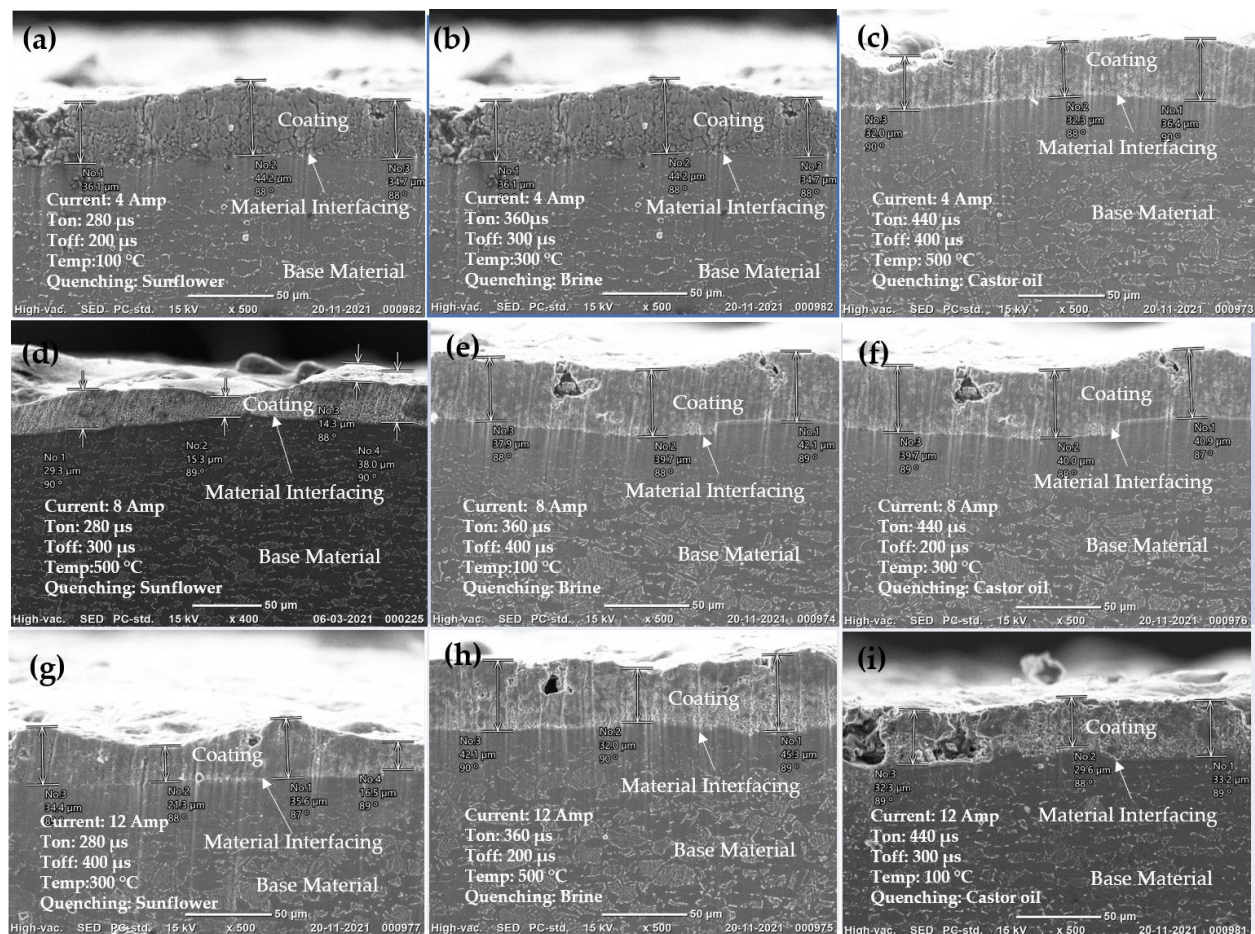 (a)
Coating
No.1
36.1 µm
No.2
44.2 µm
88 °
No.3
34.7 µm
88 °
Material Interfacing
Current: 4 Amp
Ton: 280 µs
Toff: 200 µs
Temp:100 °C
Quenching: Sunflower
Base Material
50 µm
High-vac. SED PC-std. 15 kV x 500 20-11-2021 000982
(b)
Coating
No.1
36.1 µm
No.2
44.2 µm
88 °
No.3
34.7 µm
88 °
Material Interfacing
Current: 4 Amp
Ton: 360µs
Toff: 300 µs
Temp:300 °C
Quenching: Brine
Base Material
50 µm
High-vac. SED PC-std. 15 kV x 500 20-11-2021 000982
(c)
Coating
No.3
32.0 µm
90 °
No.2
32.3 µm
88 °
No.1
36.4 µm
90 °
Material Interfacing
Current: 4 Amp
Ton: 440 µs
Toff: 400 µs
Temp: 500 °C
Quenching: Castor oil
Base Material
50 µm
High-vac. SED PC-std. 15 kV x 500 20-11-2021 000973
(d)
Coating
No.3
14.3 µm
88 °
No.2
15.3 µm
89 °
No.1
29.3 µm
90 °
No.4
38.0 µm
90 °
Material Interfacing
Current: 8 Amp
Ton: 280 µs
Toff: 300 µs
Temp:500 °C
Quenching: Sunflower
Base Material
50 µm
High-vac. SED PC-std. 15 kV x 400 06-03-2021 000225
(e)
Coating
No.3
37.9 µm
88 °
No.2
39.7 µm
88 °
No.1
42.1 µm
89 °
Material Interfacing
Current: 8 Amp
Ton: 360 µs
Toff: 400 µs
Temp:100 °C
Quenching: Brine
Base Material
50 µm
High-vac. SED PC-std. 15 kV x 500 20-11-2021 000974
(f)
Coating
No.3
39.7 µm
89 °
No.2
40.0 µm
88 °
No.1
40.9 µm
87 °
Material Interfacing
Current: 8 Amp
Ton: 440 µs
Toff: 200 µs
Temp: 300 °C
Quenching: Castor oil
Base Material
50 µm
High-vac. SED PC-std. 15 kV x 500 20-11-2021 000976
(g)
Coating
No.3
34.4 µm
No.2
21.3 µm
88 °
No.1
35.6 µm
87 °
No.4
16.5 µm
89 °
Material Interfacing
Current: 12 Amp
Ton: 280 µs
Toff: 400 µs
Temp:300 °C
Quenching: Sunflower
Base Material
50 µm
High-vac. SED PC-std. 15 kV x 500 20-11-2021 000977
(h)
Coating
No.3
42.1 µm
90 °
No.2
32.0 µm
90 °
No.1
45.3 µm
89 °
Material Interfacing
Current: 12 Amp
Ton: 360 µs
Toff: 200 µs
Temp: 500 °C
Quenching: Brine
Base Material
50 µm
High-vac. SED PC-std. 15 kV x 500 20-11-2021 000975
(i)
Coating
No.3
32.3 µm
89 °
No.2
29.6 µm
88 °
No.1
33.2 µm
89 °
Material Interfacing
Current: 12 Amp
Ton: 440 µs
Toff: 300 µs
Temp: 100 °C
Quenching: Castor oil
Base Material
50 µm
High-vac. SED PC-std. 15 kV x 500 20-11-2021 000981